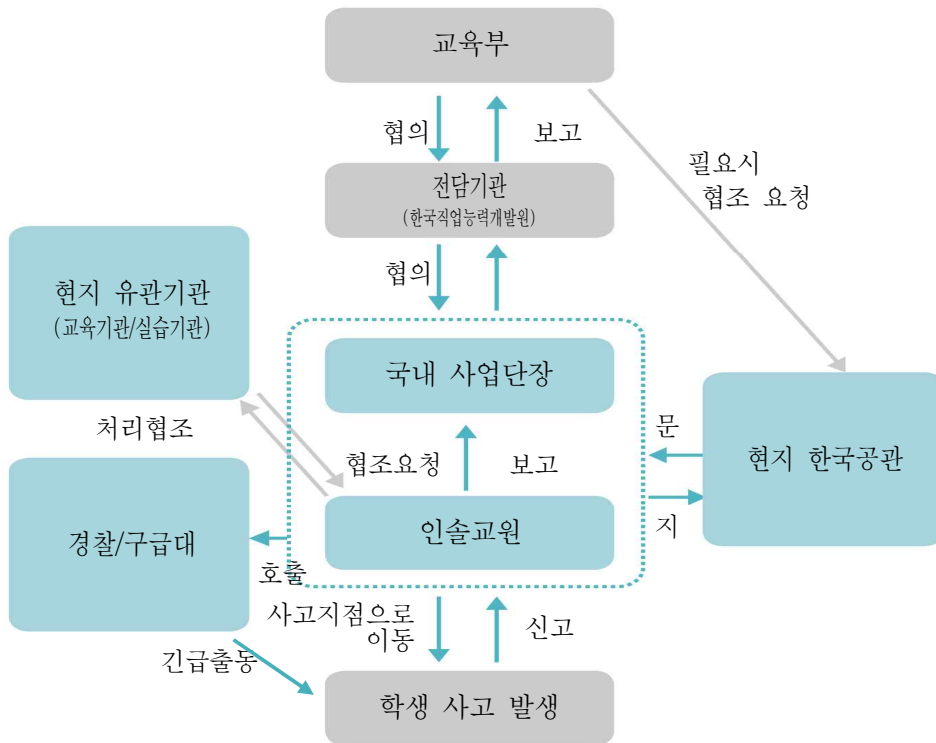 교육부
협의
보고
필요시
협조 요청
전담기관
(한국직업능력개발원)
협의
현지 유관기관
(교육기관/실습기관)
국내 사업단장
처리협조
협조요청
보고
문
현지 한국공관
지
경찰/구급대
인솔교원
호출
사고지점으로
이동
신고
긴급출동
학생 사고 발생